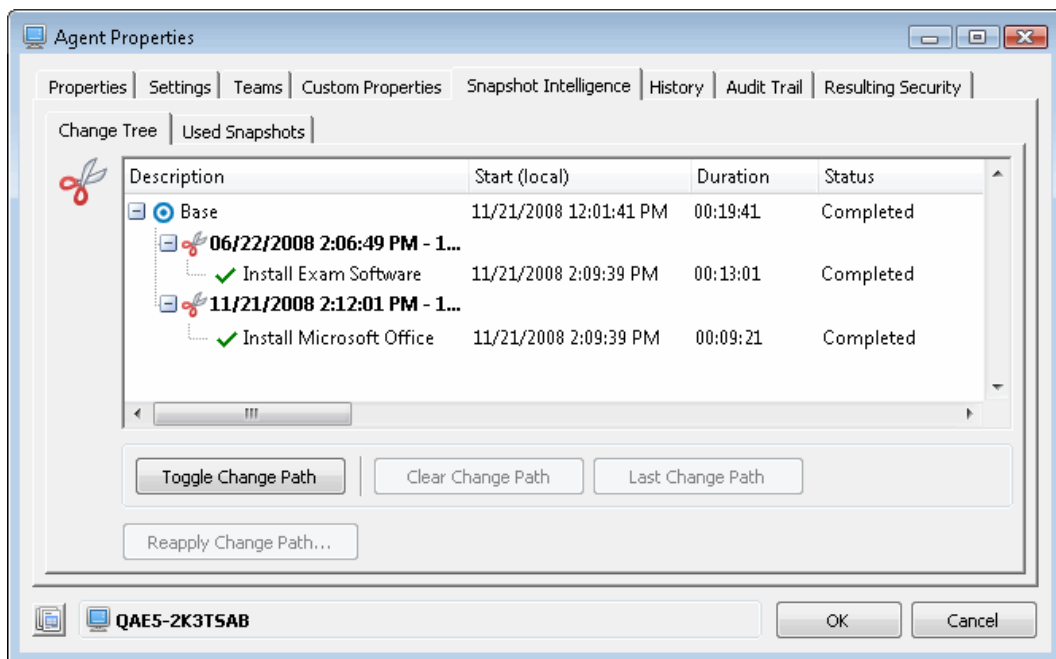 Agent Properties
Properties Settings Teams Custom Properties Snapshot Intelligence History Audit Trail Resulting Security
Change Tree Used Snapshots
Description Start (local) Duration Status
Base 11/21/2008 12:01:41 PM 00:19:41 Completed
06/22/2008 2:06:49 PM - 1...
Install Exam Software 11/21/2008 2:09:39 PM 00:13:01 Completed
11/21/2008 2:12:01 PM - 1...
Install Microsoft Office 11/21/2008 2:09:39 PM 00:09:21 Completed
Toggle Change Path Clear Change Path Last Change Path
Reapply Change Path...
QAE5-2K3TSAB OK Cancel